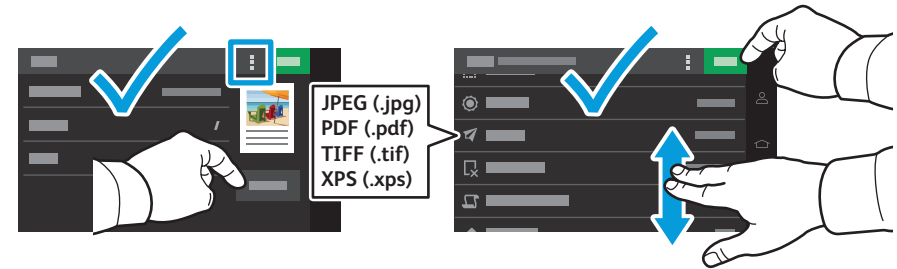 JPEG (.jpg)
PDF (.pdf)
TIFF (.tif)
XPS (.xps)